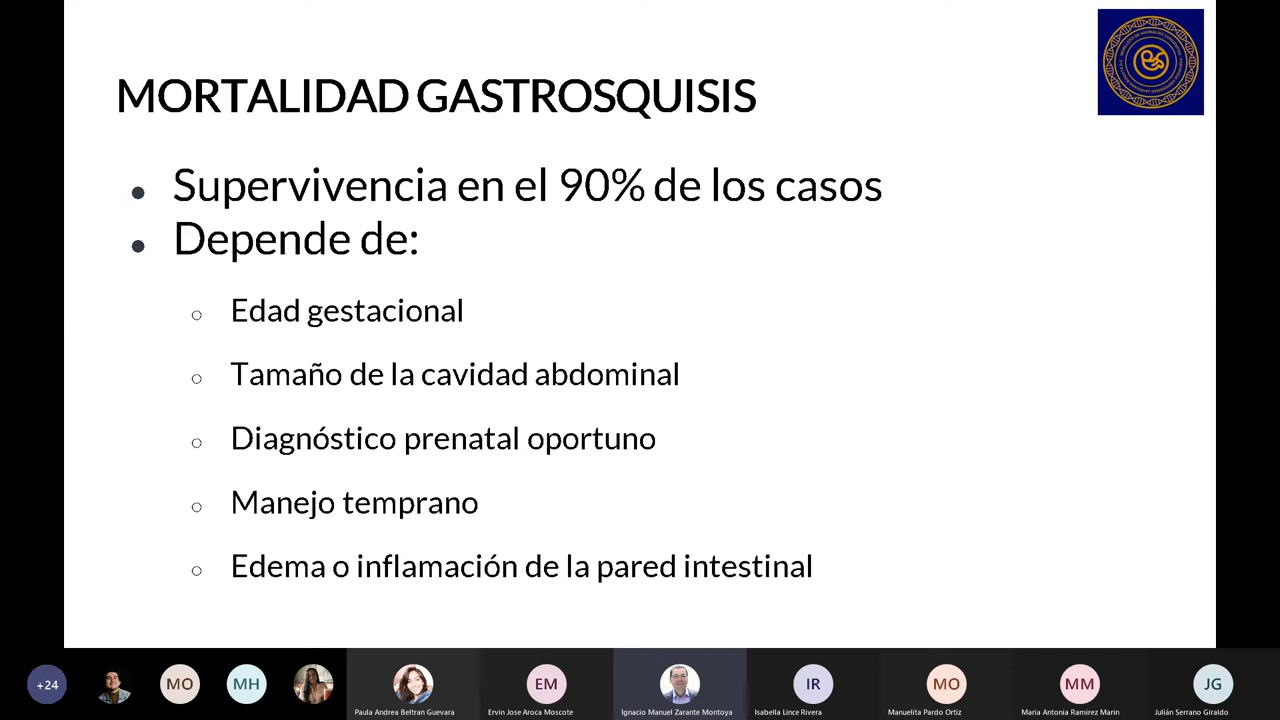 MORTALIDAD GASTROSQUISIS
Supervivencia en el 90% de los casos
Depende de:
Edad gestacional
Tamaño de la cavidad abdominal
Diagnóstico prenatal oportuno
Manejo temprano
Edema o inflamación de la pared intestinal
+24
MO
MH
EM
IR
MO
MM
JG
Paula Andrea Beltran Guevara
Ervin Jose Aroca Moscote
Ignacio Manuel Zarante Montoya
Isabella Lince Rivera
Manuelita Pardo Ortiz
Maria Antonia Ramirez Marin
Julián Serrano Giraldo